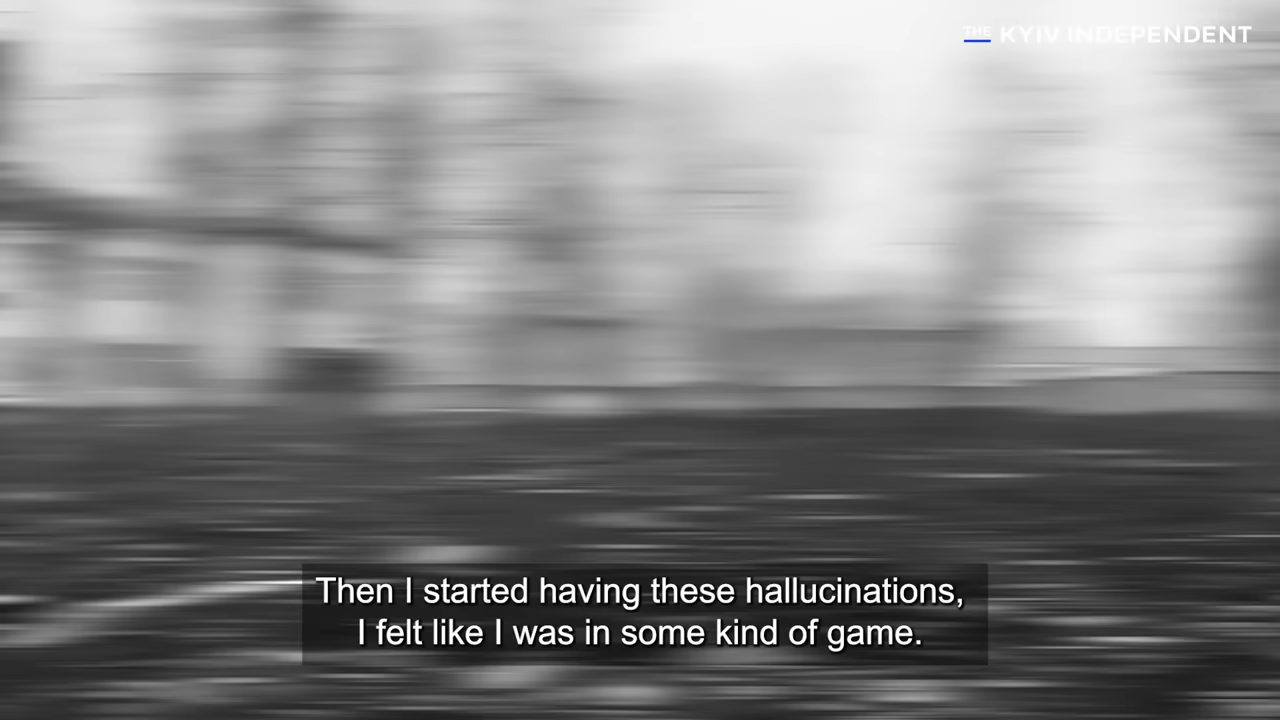 THE KYIV INDEPENDENT
Then I started having these hallucinations,
I felt like I was in some kind of game.